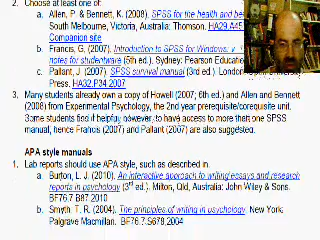 2. Choose at least one of:
a. Allen, P. & Bennett, K. (2008). SPSS for the health and be
South Melbourne, Victoria, Australia: Thomson. HA29.A45
Companion site
b. Francis, G, (2007). Introduction to SPSS for Windows: v.
notes for studentware (5th ed.). Sydney: Pearson Educatio
c. Pallant, J. (2007). SPSS survival manual (3rd ed.). London
Press. HA32.P34 2007
3. Many students already own a copy of Howell (2007; 6th ed.) and Allen and Bennett
(2008) from Experimental Psychology, the 2nd year prerequisite/corequisite unit.
Some students find it helpful however, to have access to more than one SPSS
manual, hence Francis (2007) and Pallant (2007) are also suggested.
APA style manuals
1. Lab reports should use APA style, such as described in.
a. Burton, L. J. (2010). An interactive approach to writing essays and research
reports in psychology (3rd ed.). Milton, Qld, Australia: John Wiley & Sons.
BF76.7.B87.2010
b. Smyth, T. R. (2004). The principles of writing in psychology. New York:
Palgrave Macmillan. BF76.7.S678.2004